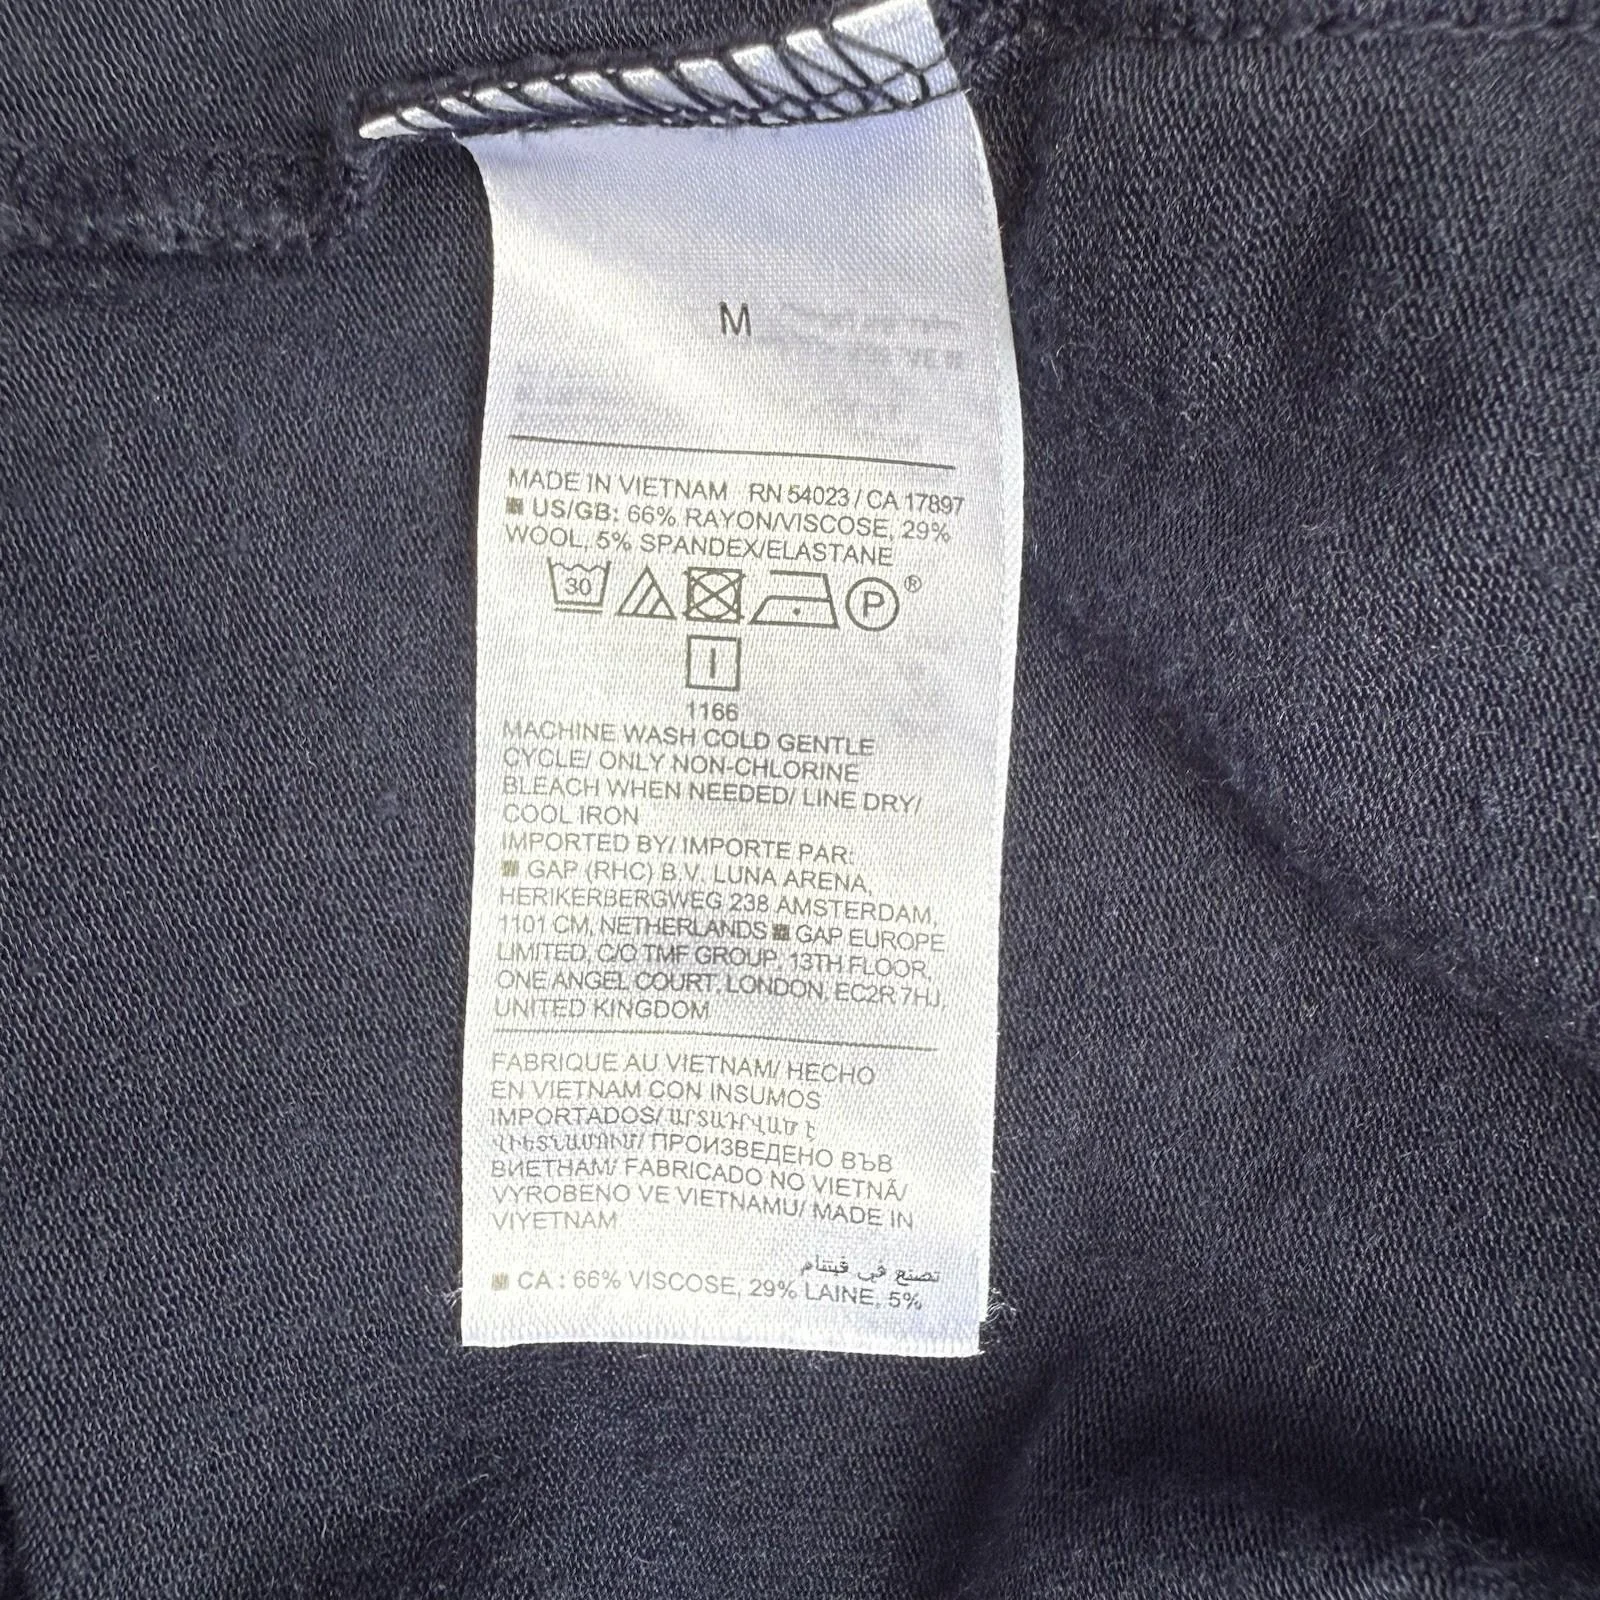 M
MADE IN VIETNAM RN 54023 / CA 17897
US/GB: 66% RAYON/VISCOSE, 29%
WOOL, 5% SPANDEX/ELASTANE
30 P ®
1166
MACHINE WASH COLD GENTLE
CYCLE/ ONLY NON-CHLORINE
BLEACH WHEN NEEDED/ LINE DRY/
COOL IRON
IMPORTED BY/ IMPORTE PAR:
GAP (RHC) B.V. LUNA ARENA,
HERIKERBERGWEG 238 AMSTERDAM,
1101 CM, NETHERLANDS GAP EUROPE
LIMITED, C/O TMF GROUP, 13TH FLOOR,
ONE ANGEL COURT, LONDON, EC2R 7HJ,
UNITED KINGDOM
FABRIQUE AU VIETNAM/ HECHO
EN VIETNAM CON INSUMOS
IMPORTADOS/ ԱՐՏԱԴՐՎԱԾ Է
ՎԻԵՏՆԱՄՈՒՄ/ ПРОИЗВЕДЕНО ВЪВ
ВИЕТНАМ/ FABRICADO NO VIETNÃ/
VYROBENO VE VIETNAMU/ MADE IN
VIYETNAM
تصنع في فيتنام
CA : 66% VISCOSE, 29% LAINE, 5%